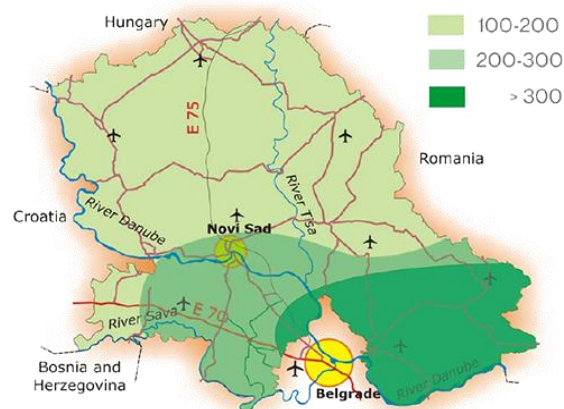 Hungary
100-200
200-300
> 300
E 75
Romania
River Tisa
Croatia
River Danube
Novi Sad
River Sava
E 70
Bosnia and
Herzegovina
Belgrade
River Danube